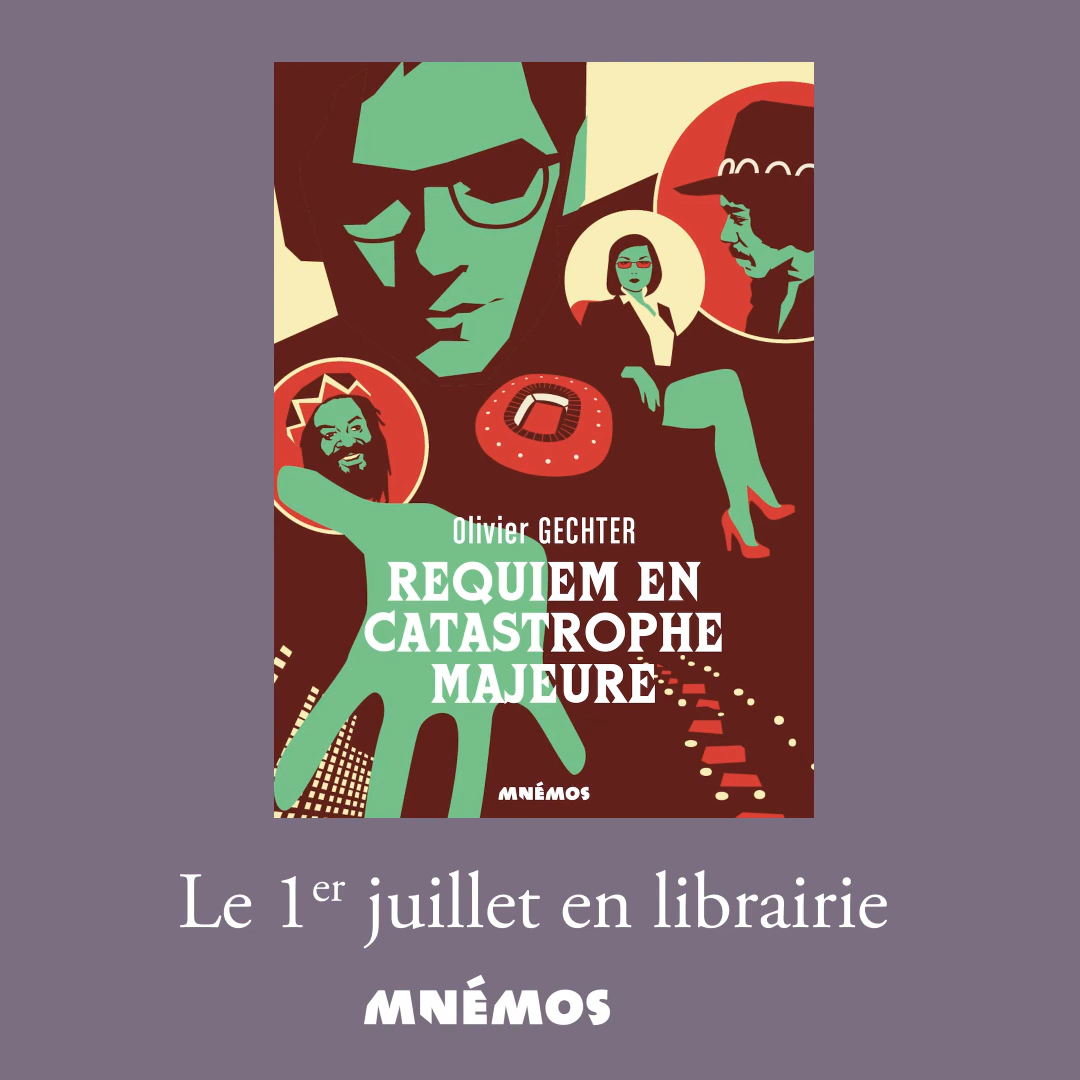 Olivier GECHTER
REQUIEM EN
CATASTROPHE
MAJEURE
MNÉMOS
Le 1er juillet en librairie
MNÉMOS